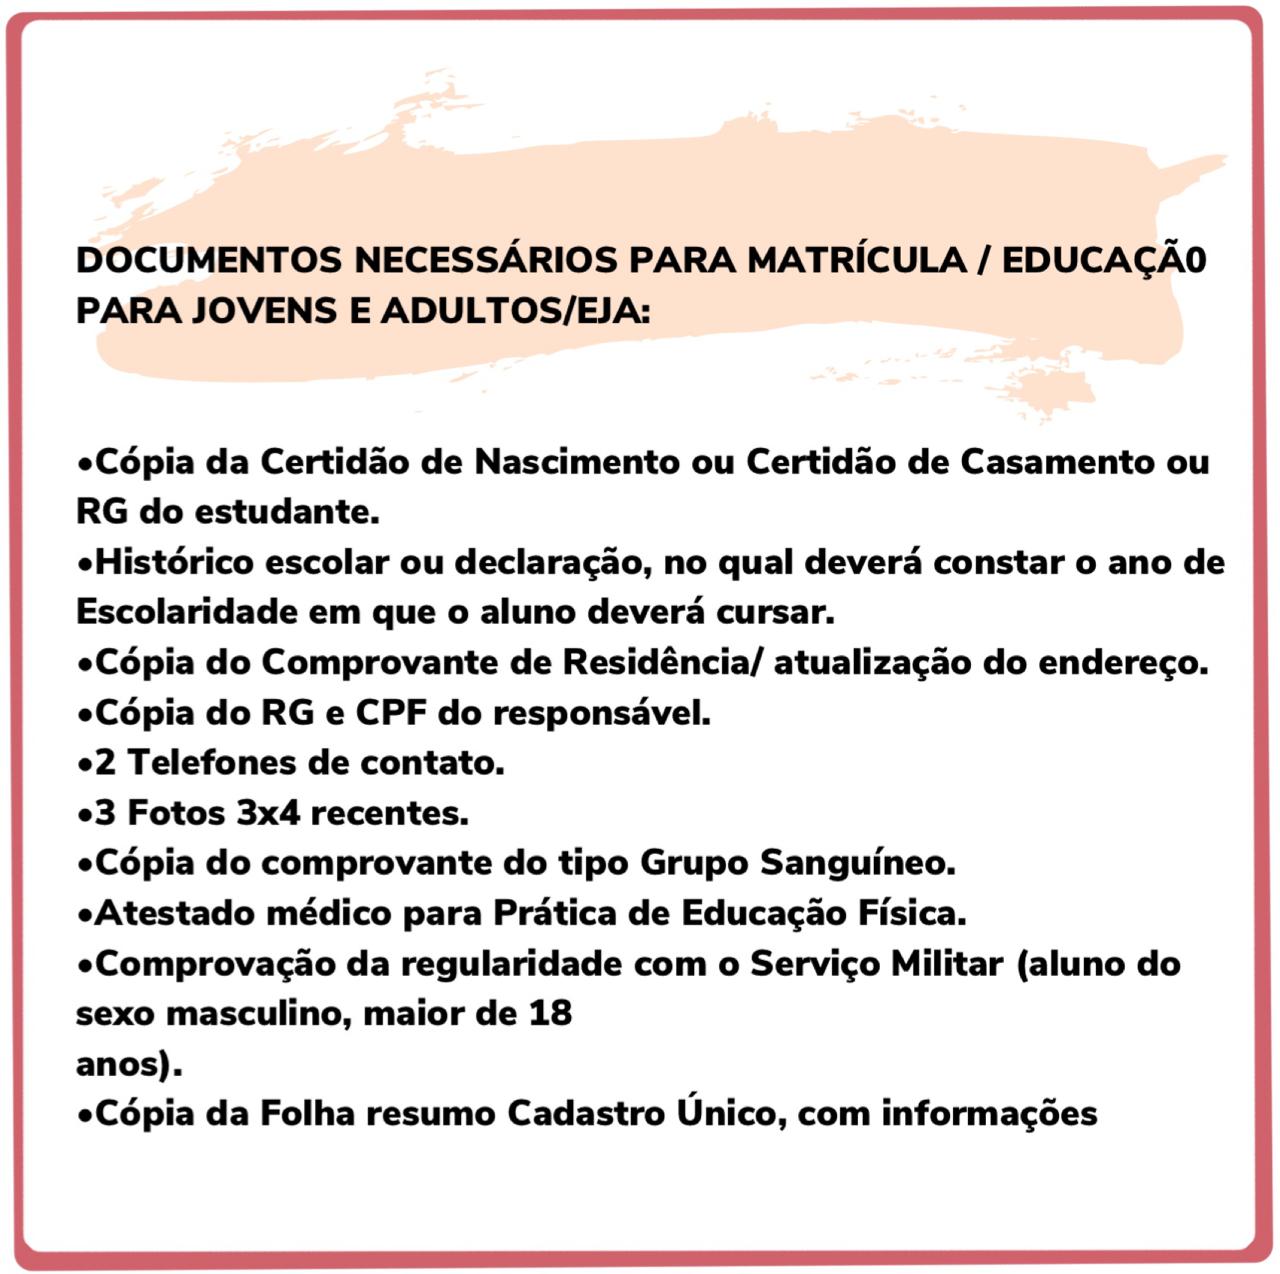 DOCUMENTOS NECESSÁRIOS PARA MATRÍCULA / EDUCAÇÃ0
PARA JOVENS E ADULTOS/EJA:
•Cópia da Certidão de Nascimento ou Certidão de Casamento ou
RG do estudante.
•Histórico escolar ou declaração, no qual deverá constar o ano de
Escolaridade em que o aluno deverá cursar.
•Cópia do Comprovante de Residência/ atualização do endereço.
•Cópia do RG e CPF do responsável.
•2 Telefones de contato.
•3 Fotos 3x4 recentes.
•Cópia do comprovante do tipo Grupo Sanguíneo.
•Atestado médico para Prática de Educação Física.
•Comprovação da regularidade com o Serviço Militar (aluno do
sexo masculino, maior de 18
anos).
•Cópia da Folha resumo Cadastro Único, com informações